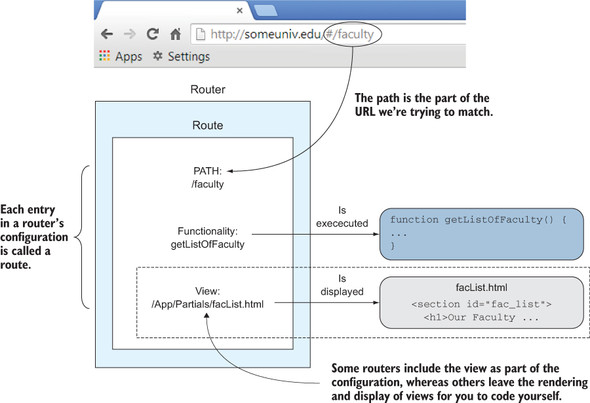 http://someuniv.edu/#/faculty
Apps
Settings
Router
The path is the part of the
URL we're trying to match.
Route
PATH:
/faculty
Each entry
in a router's
configuration
is called a
route.
Functionality:
getListOfFaculty
Is
exececuted
function getListOfFaculty() {
...
}
View:
/App/Partials/facList.html
Is
displayed
facList.html
<section id="fac_list">
<h1>Our Faculty ...
Some routers include the view as part of the
configuration, whereas others leave the rendering
and display of views for you to code yourself.